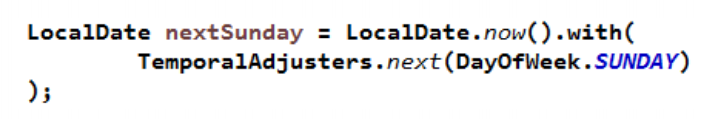 LocalDate nextSunday = LocalDate.now().with(
        TemporalAdjusters.next(DayOfWeek.SUNDAY)
);